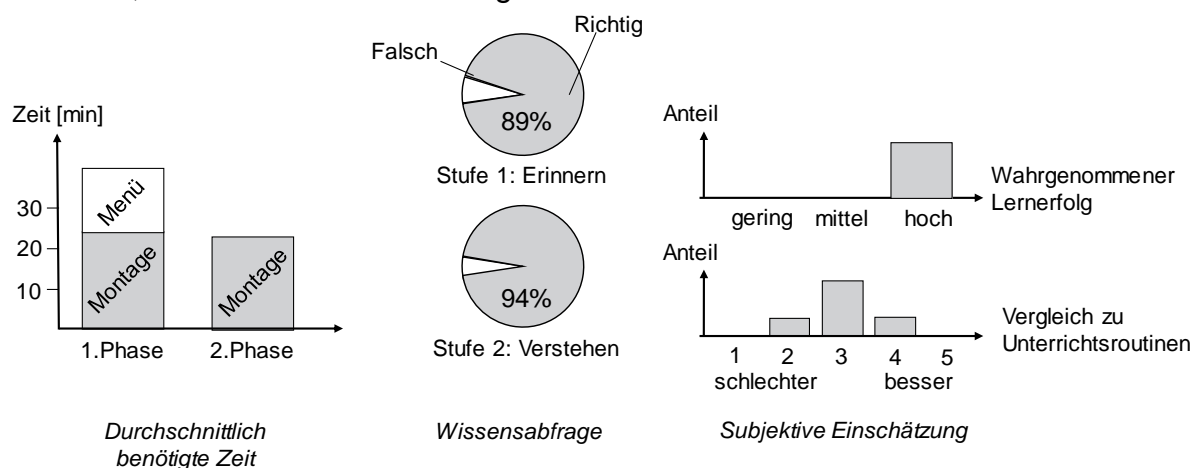 Zeit [min]
30
20
10
Menü
Montage
Montage
1.Phase
2.Phase
Durchschnittlich
benötigte Zeit
Falsch
Richtig
89%
Stufe 1: Erinnern
94%
Stufe 2: Verstehen
Wissensabfrage
Anteil
gering mittel hoch
Wahrgenommener
Lernerfolg
Anteil
1 2 3 4 5
schlechter besser
Vergleich zu
Unterrichtsroutinen
Subjektive Einschätzung